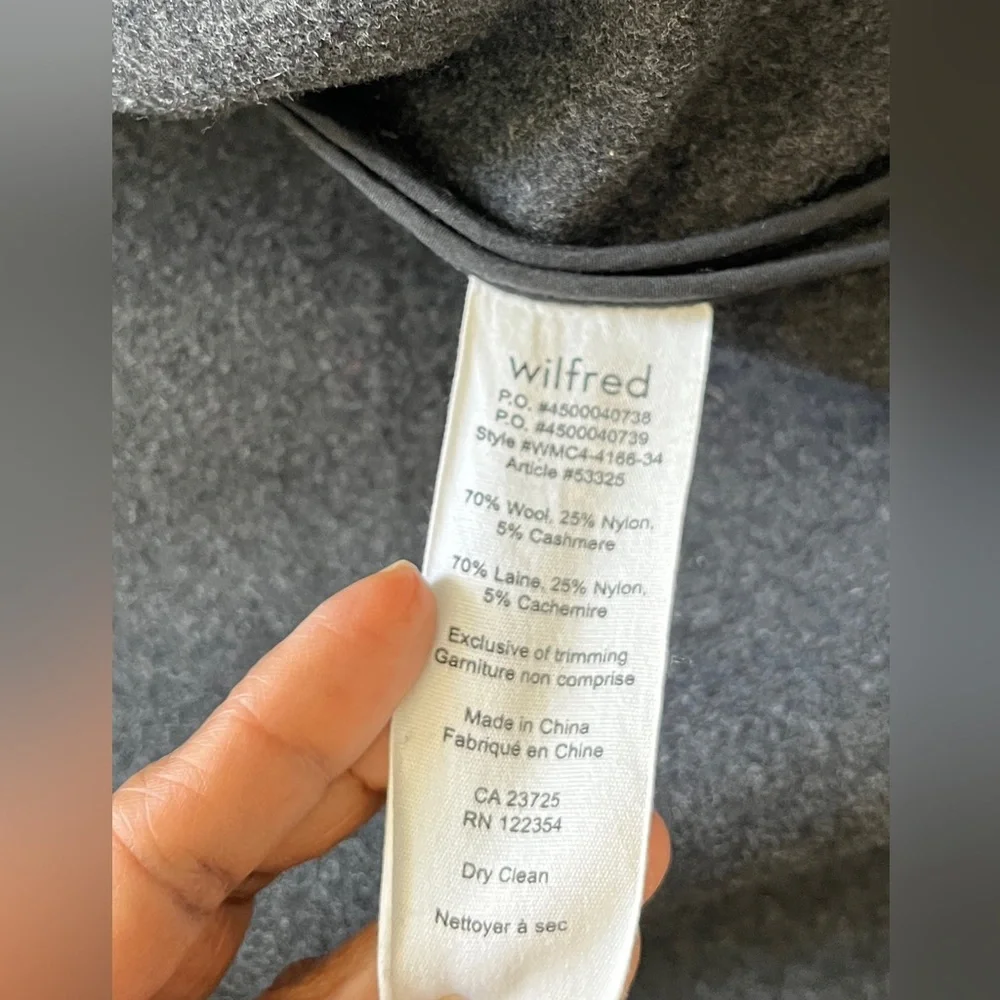 wilfred
P.O. #4500040738
P.O. #4500040739
Style #WMC4-4166-34
Article #53325
70% Wool, 25% Nylon,
5% Cashmere
70% Laine, 25% Nylon,
5% Cachemire
Exclusive of trimming
Garniture non comprise
Made in China
Fabriqué en Chine
CA 23725
RN 122354
Dry Clean
Nettoyer à sec